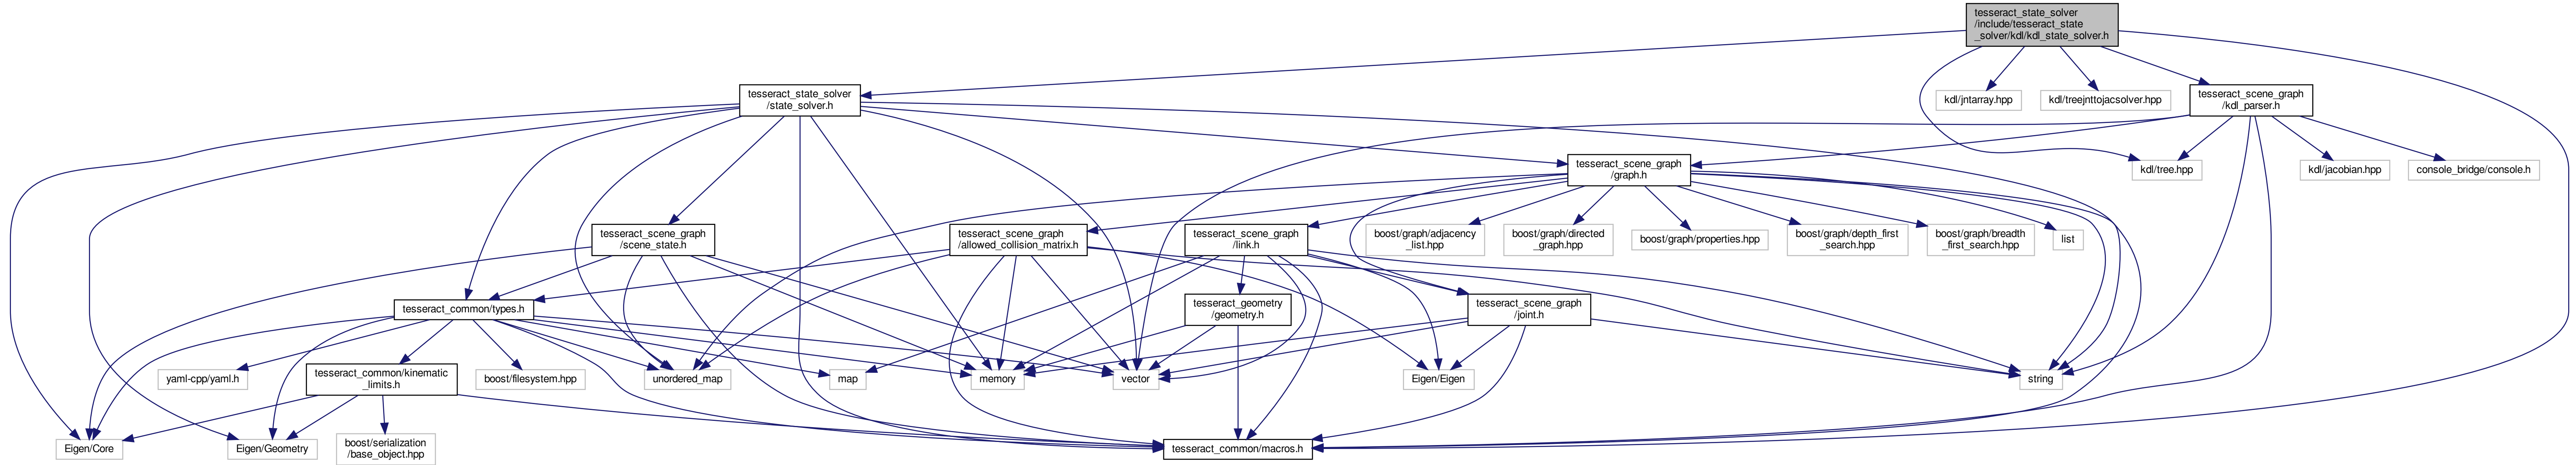 tesseract_state_solver
/include/tesseract_state
_solver/kdl/kdl_state_solver.h
tesseract_state_solver
/state_solver.h
kdl/jntarray.hpp
kdl/treejnttojacsolver.hpp
tesseract_scene_graph
/kdl_parser.h
tesseract_scene_graph
/graph.h
kdl/tree.hpp
kdl/jacobian.hpp
console_bridge/console.h
tesseract_scene_graph
/scene_state.h
tesseract_scene_graph
/allowed_collision_matrix.h
tesseract_scene_graph
/link.h
boost/graph/adjacency
_list.hpp
boost/graph/directed
_graph.hpp
boost/graph/properties.hpp
boost/graph/depth_first
_search.hpp
boost/graph/breadth
_first_search.hpp
list
tesseract_common/types.h
tesseract_geometry
/geometry.h
tesseract_scene_graph
/joint.h
yaml-cpp/yaml.h
tesseract_common/kinematic
_limits.h
boost/filesystem.hpp
unordered_map
map
memory
vector
Eigen/Eigen
string
Eigen/Core
Eigen/Geometry
boost/serialization
/base_object.hpp
tesseract_common/macros.h